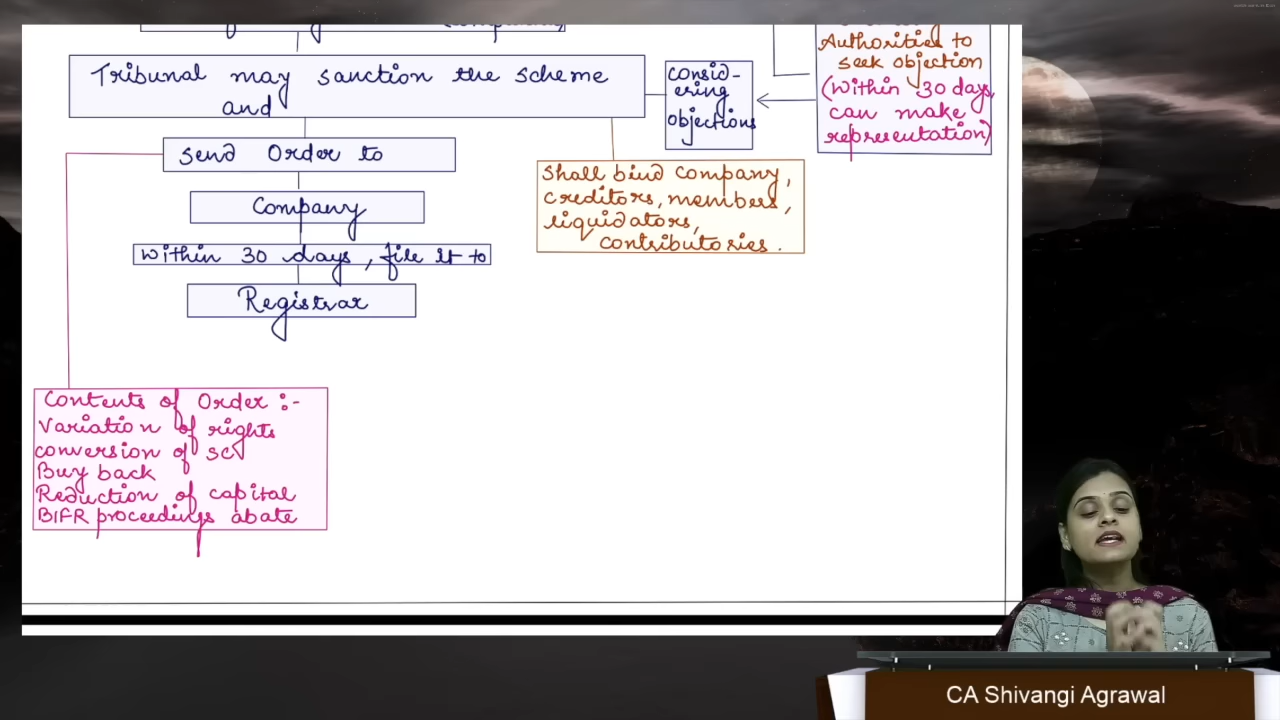 Authorities to
seek objection
(within 30 days,
can make
representation)
Tribunal may sanction the scheme
and
consid-
ering
objections
send Order to
Company
within 30 days, file it to
Registrar
Shall bind company,
creditors, members,
liquidators,
contributories.
Contents of Order :-
Variation of rights
conversion of SC
Buy back
Reduction of capital
BIFR proceedings abate
CA Shivangi Agrawal